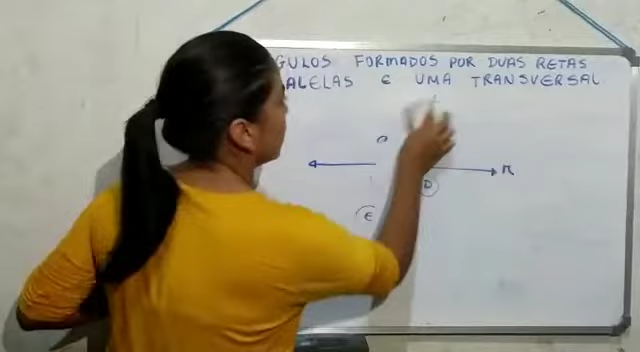 GULOS FORMADOS POR DUAS RETAS
ALELAS E UMA TRANSVERSAL
r
D
E